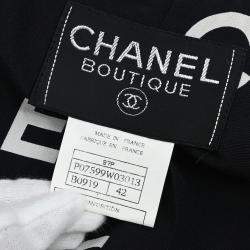 CHANEL
BOUTIQUE
MADE IN FRANCE
FABRIQUE EN FRANCE
97P
P07599W03013
B0919 42